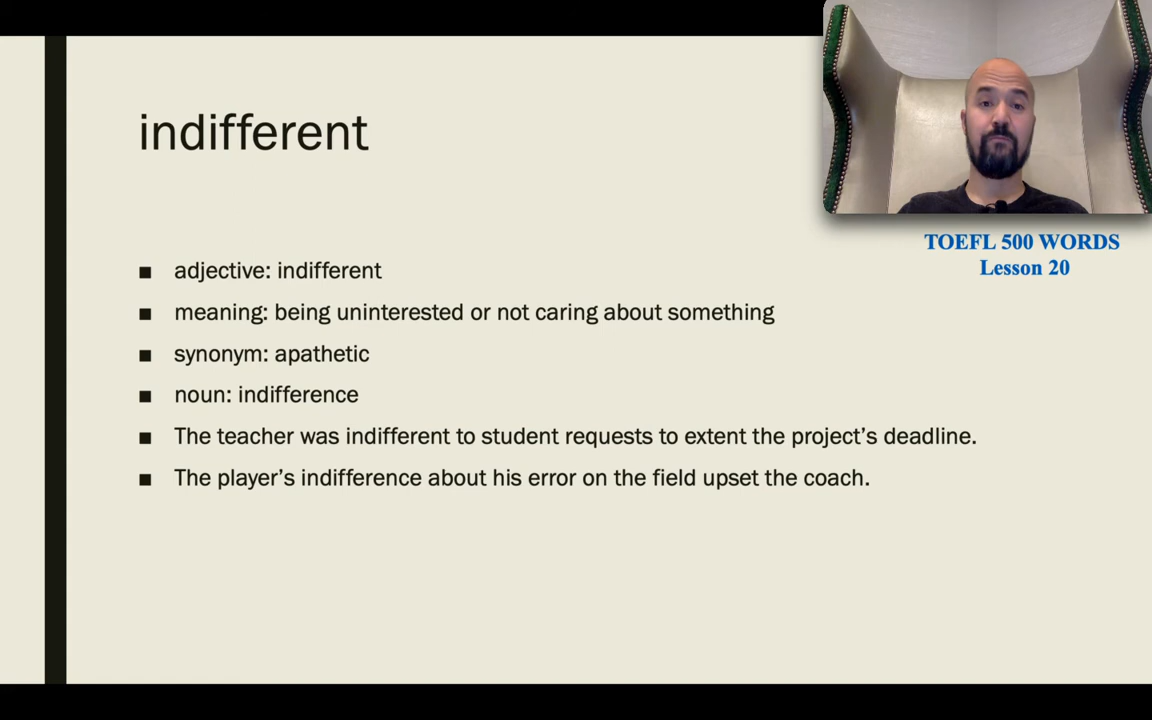 indifferent
TOEFL 500 WORDS
Lesson 20
■ adjective: indifferent
■ meaning: being uninterested or not caring about something
■ synonym: apathetic
■ noun: indifference
■ The teacher was indifferent to student requests to extent the project’s deadline.
■ The player’s indifference about his error on the field upset the coach.